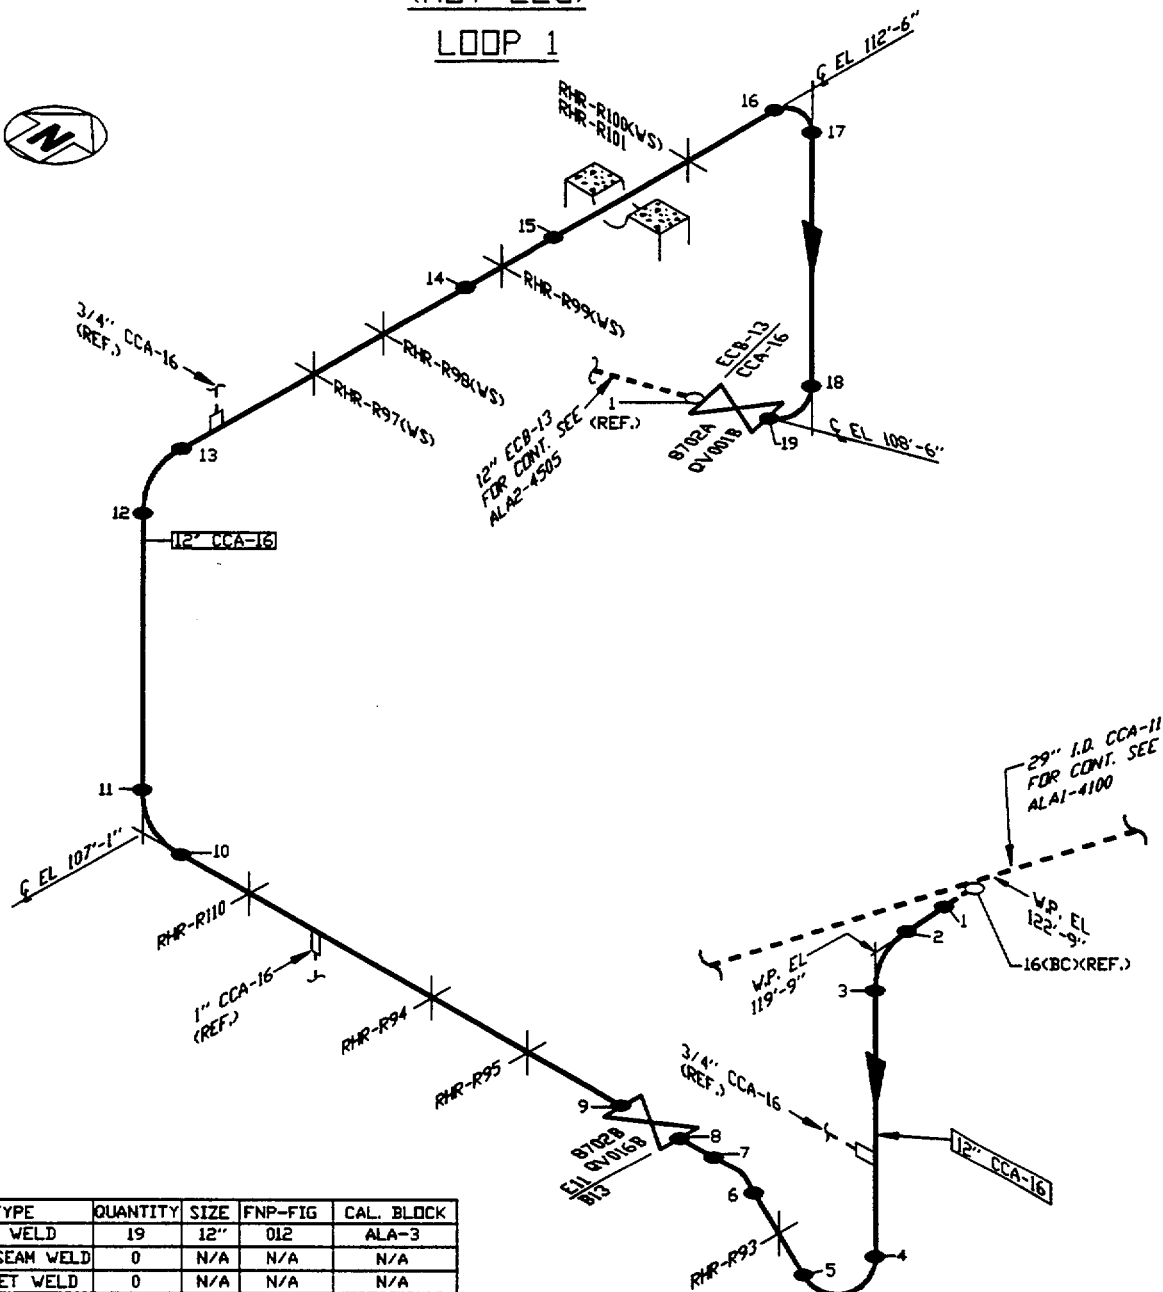 LOOP 1
N
℄ EL 112'-6"
16
17
RHR-R100(WS)
RHR-R101
15
14
RHR-R99(WS)
3/4" CCA-16
(REF.)
RHR-R98(WS)
RHR-R97(WS)
13
12
12" CCA-16
ECB-13
CCA-16
1
(REF.)
12" ECB-13
FOR CONT. SEE
ALA2-4505
8702A
QV001B
18
19
℄ EL 108'-6"
11
℄ EL 107'-1"
10
RHR-R110
1" CCA-16
(REF.)
RHR-R94
RHR-R95
9
8702B
QV016B
E11
B13
8
7
6
RHR-R93
5
4
29" I.D. CCA-11
FOR CONT. SEE
ALA1-4100
W.P. EL
122'-9"
1
2
16(BC)(REF.)
W.P. EL
119'-9"
3
3/4" CCA-16
(REF.)
12" CCA-16
YPE QUANTITY SIZE FNP-FIG CAL. BLOCK
WELD 19 12" 012 ALA-3
SEAM WELD 0 N/A N/A N/A
ET WELD 0 N/A N/A N/A